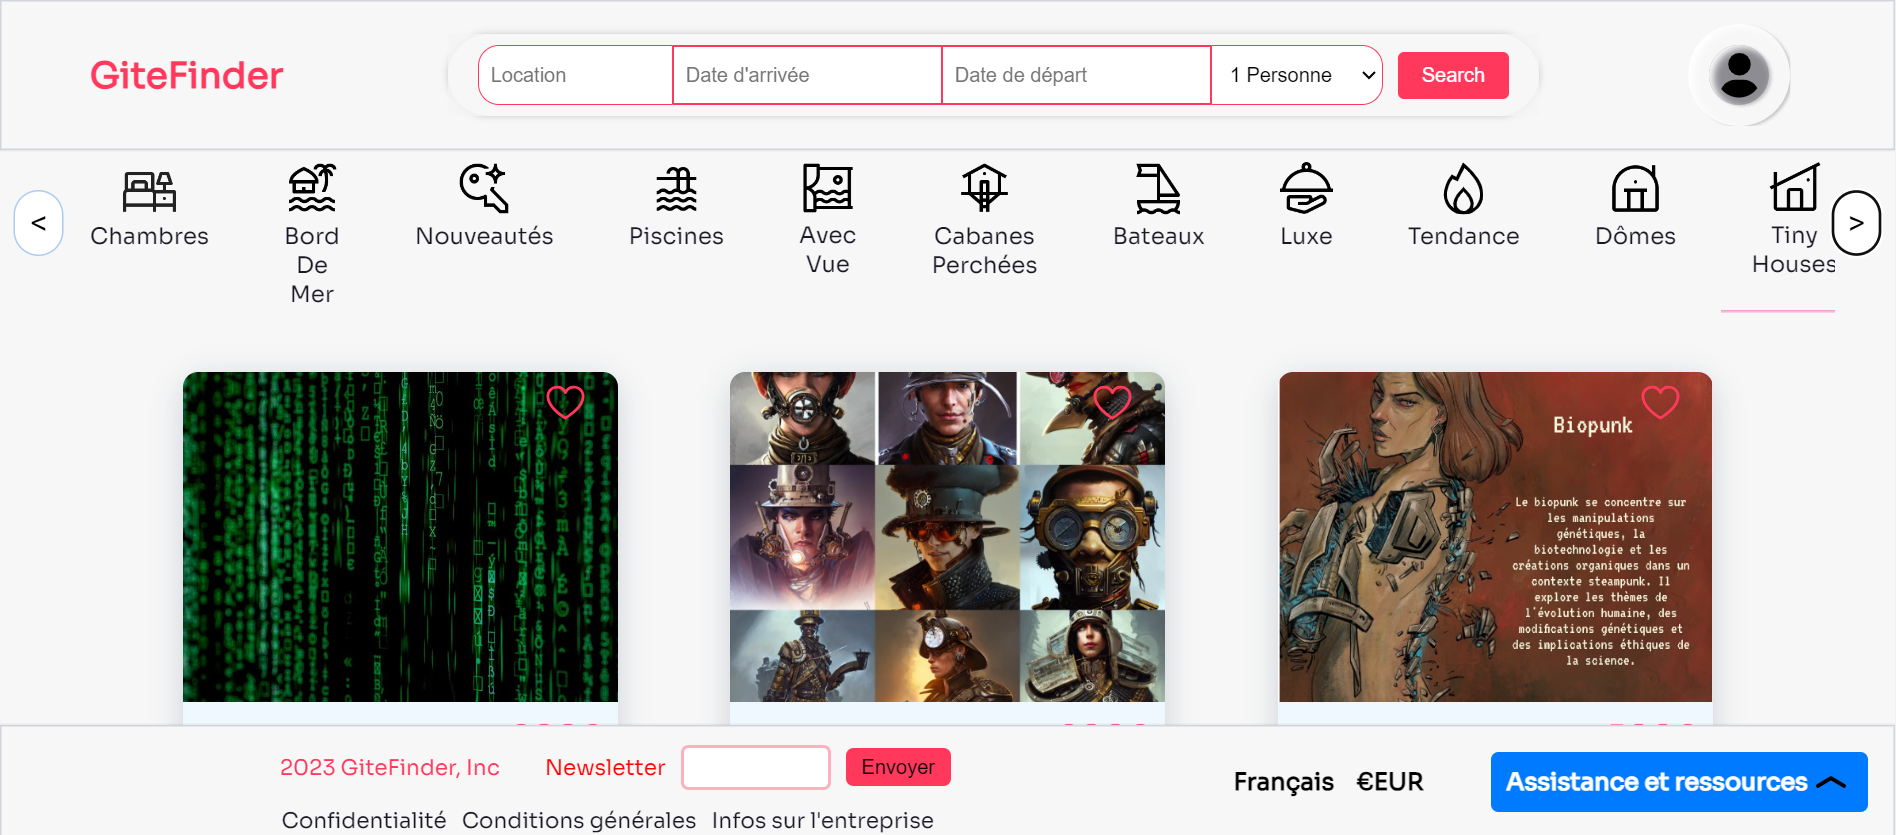 GiteFinder
Location
Date d'arrivée
Date de départ
1 Personne
Search
<
Chambres
Bord
De
Mer
Nouveautés
Piscines
Avec
Vue
Cabanes
Perchées
Bateaux
Luxe
Tendance
Dômes
Tiny
Houses
>
Biopunk
Le biopunk se concentre sur
les manipulations
génétiques, la
biotechnologie et les
créations organiques dans un
contexte steampunk. Il
explore les thèmes de
l'évolution humaine, des
modifications génétiques et
des implications éthiques de
la science.
2023 GiteFinder, Inc
Newsletter
Envoyer
Français
€EUR
Assistance et ressources
Confidentialité
Conditions générales
Infos sur l'entreprise